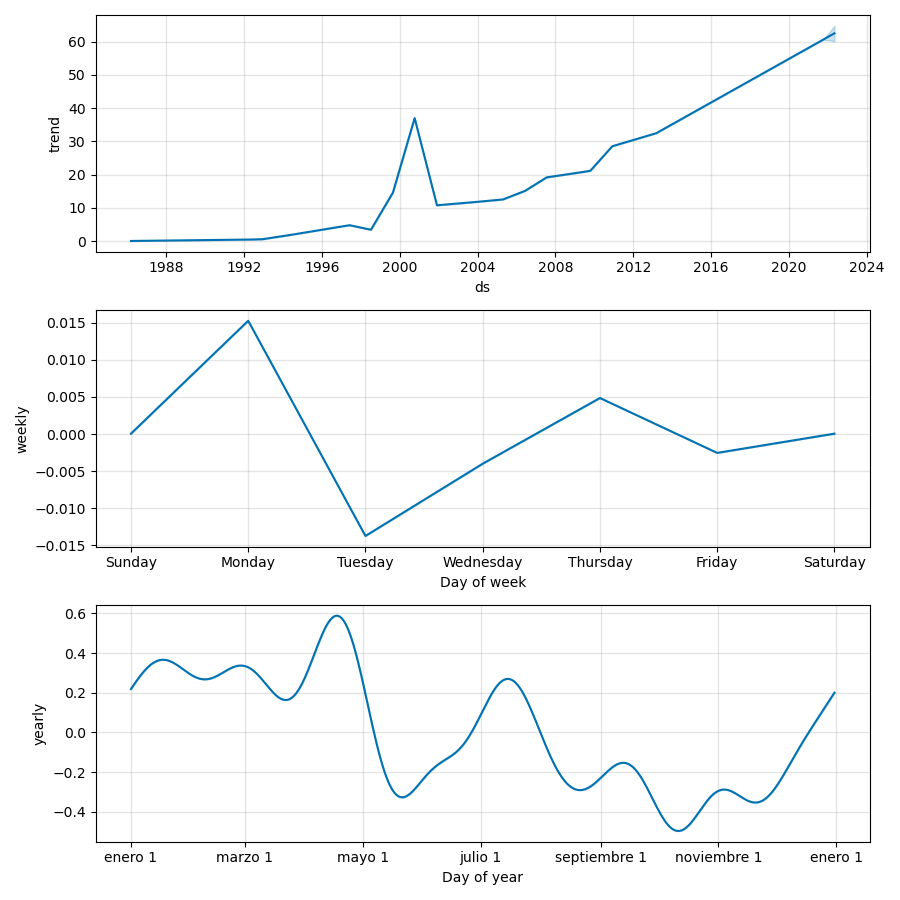 60
50
40
30
20
10
0
trend
1988 1992 1996 2000 2004 2008 2012 2016 2020 2024
ds
0.015
0.010
0.005
0.000
−0.005
−0.010
−0.015
weekly
Sunday Monday Tuesday Wednesday Thursday Friday Saturday
Day of week
0.6
0.4
0.2
0.0
−0.2
−0.4
yearly
enero 1 marzo 1 mayo 1 julio 1 septiembre 1 noviembre 1 enero 1
Day of year